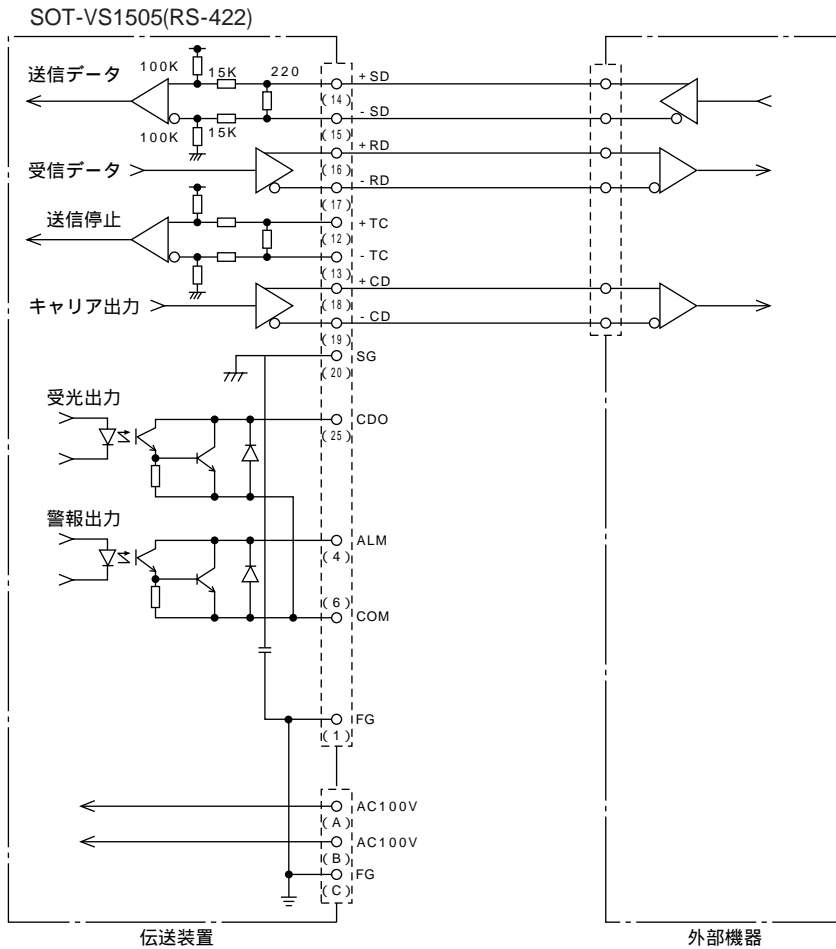 SOT-VS1505(RS-422)
送信データ
100K
15K
220
+SD
(14)
-SD
100K
15K
(15)
+RD
受信データ
(16)
-RD
(17)
送信停止
+TC
(12)
-TC
(13)
+CD
キャリア出力
(18)
-CD
(19)
SG
(20)
受光出力
CDO
(25)
警報出力
ALM
(4)
(6)
COM
FG
(1)
AC100V
(A)
AC100V
(B)
FG
(C)
伝送装置
外部機器